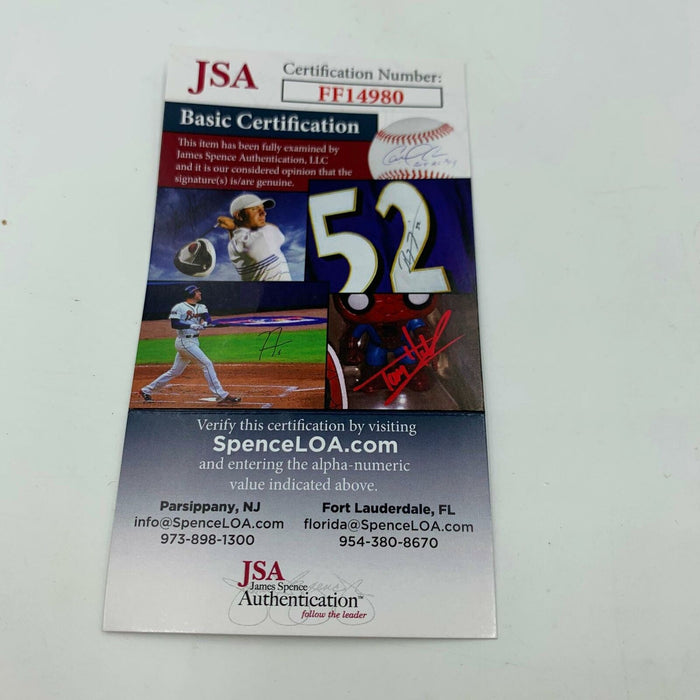 JSA
Certification Number:
FF14980
Basic Certification
This item has been fully examined by
James Spence Authentication, LLC
and it is our considered opinion that the
signature(s) is/are genuine.
52
Verify this certification by visiting
SpenceLOA.com
and entering the alpha-numeric
value indicated above.
Parsippany, NJ
info@SpenceLOA.com
973-898-1300
Fort Lauderdale, FL
florida@SpenceLOA.com
954-380-8670
JSA
James Spence
Authentication™
follow the leader